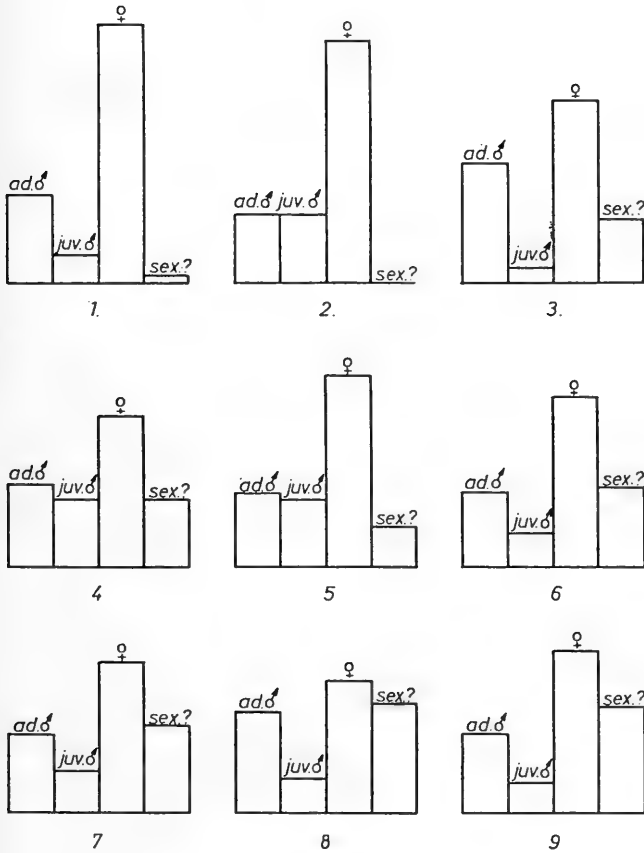 ♀
ad.♂
juv.♂
sex.?
1.
♀
ad.♂ juv.♂
sex.?
2.
♀
ad.♂
juv.♂
sex.?
3.
♀
ad.♂
juv.♂
sex.?
4
♀
ad.♂
juv.♂
sex.?
5
♀
ad.♂
juv.♂
sex.?
6
♀
ad.♂
juv.♂
sex.?
7
♀
ad.♂
juv.♂
sex.?
8
♀
ad.♂
juv.♂
sex.?
9